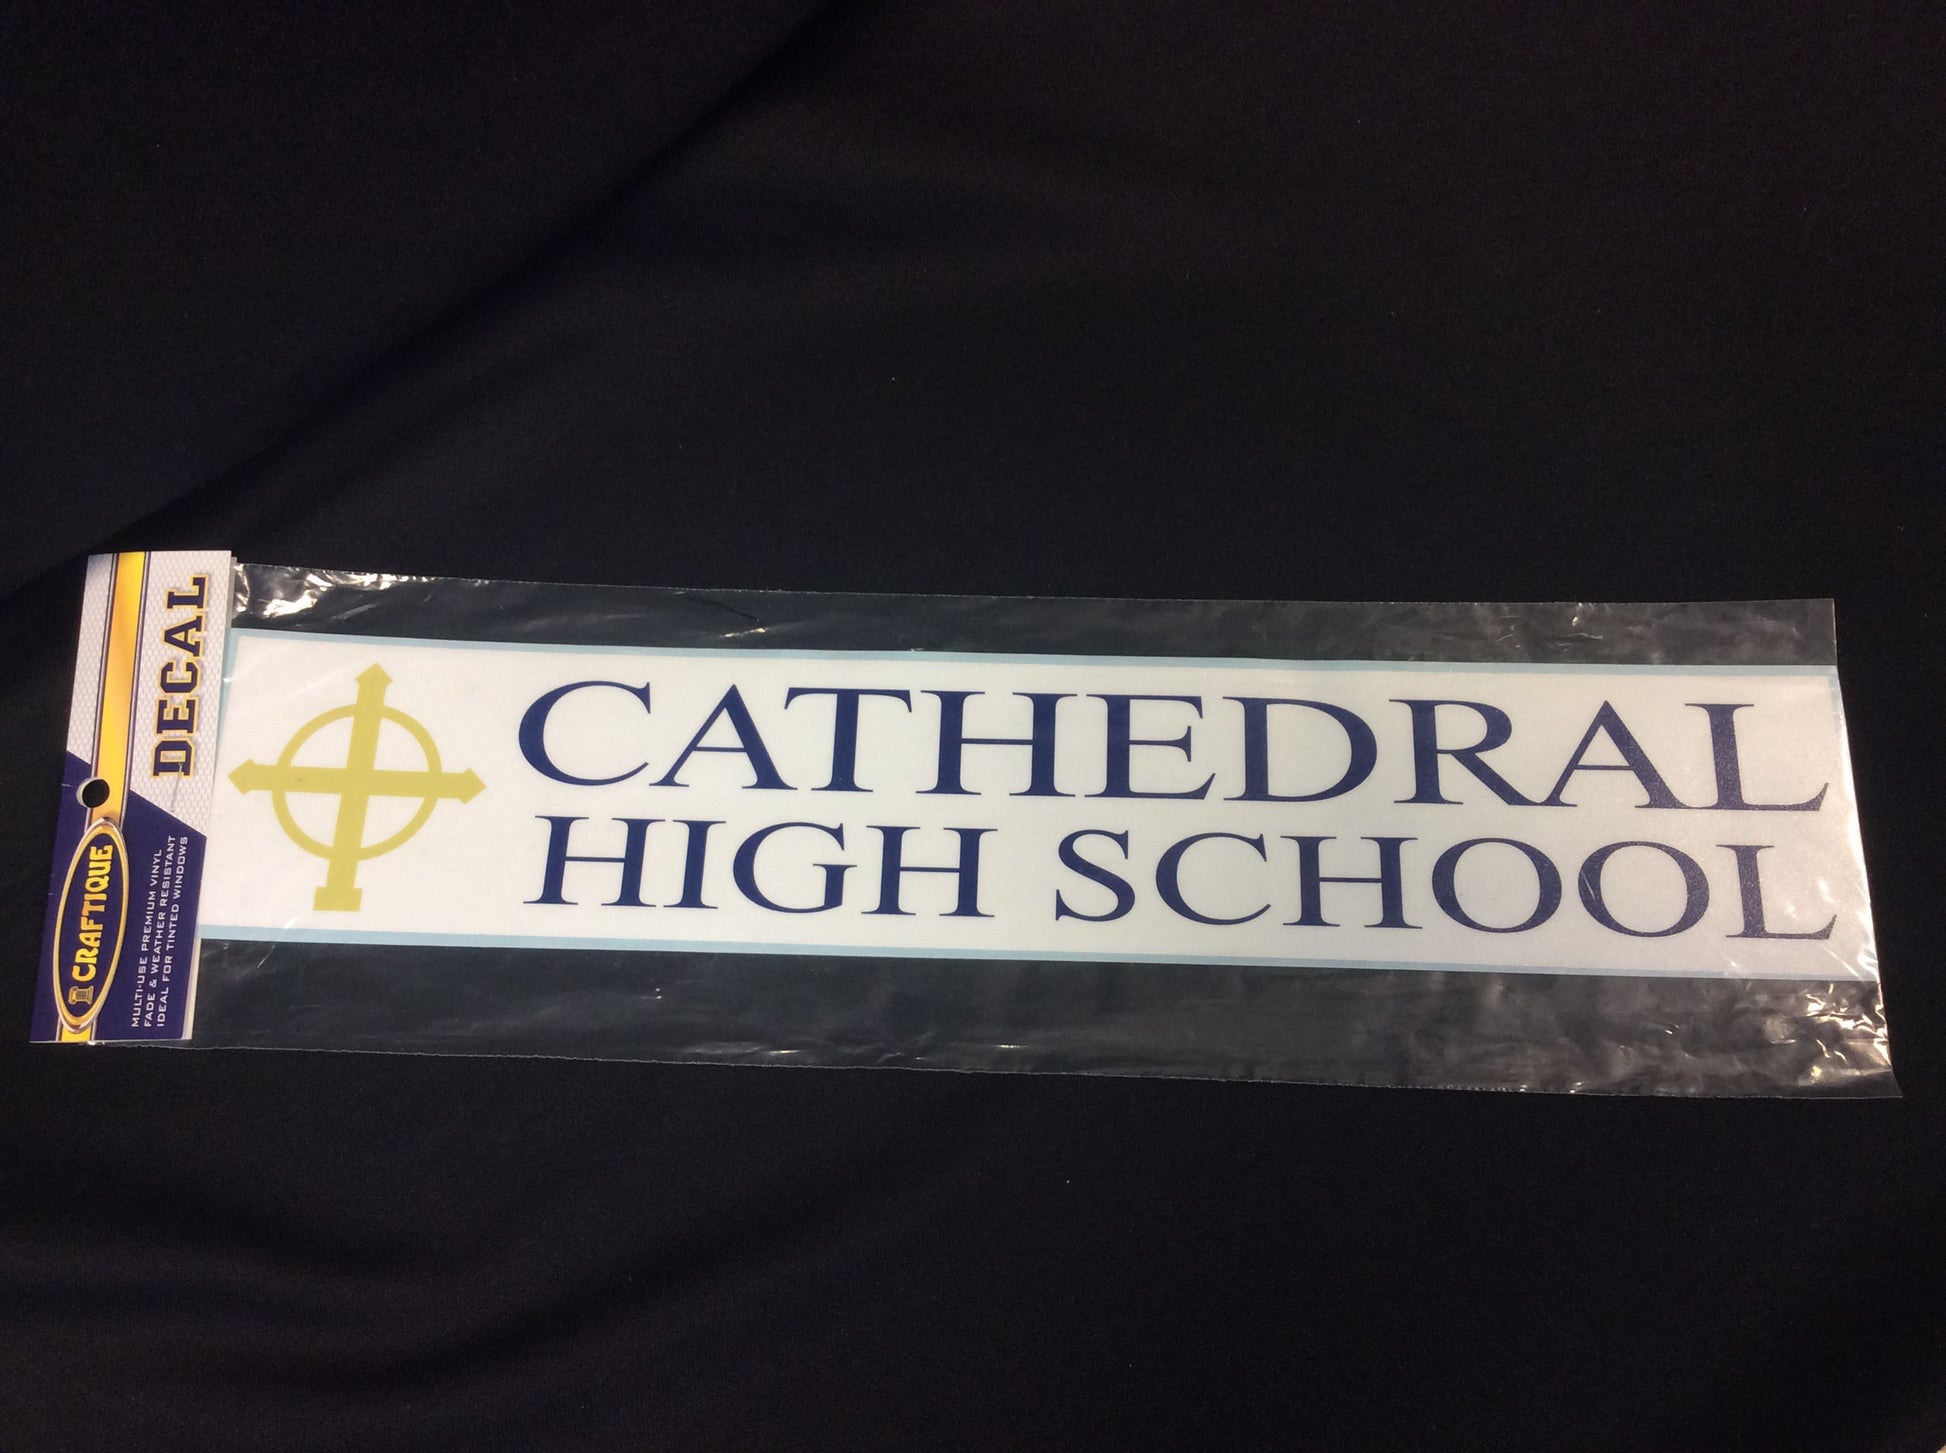 DECAL
CRAFTIQUE
MULTI-USE PREMIUM VINYL
FADE & WEATHER RESISTANT
IDEAL FOR TINTED WINDOWS
CATHEDRAL
HIGH SCHOOL